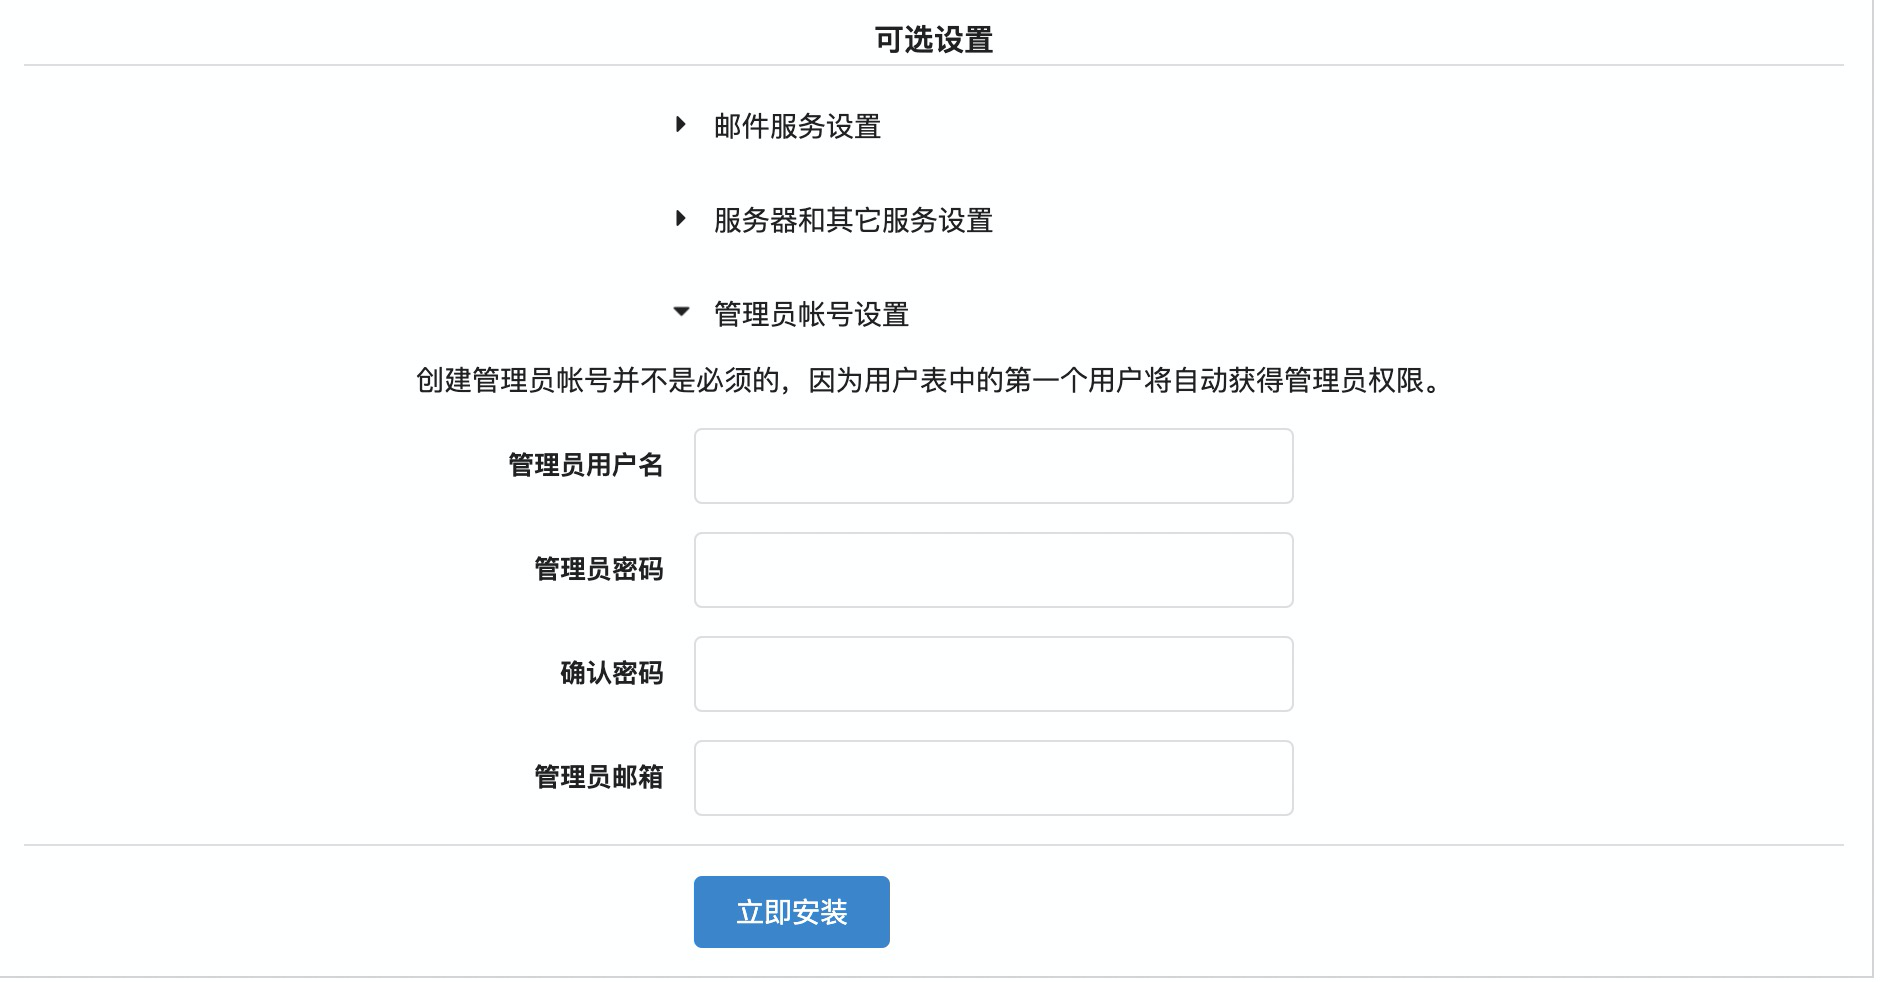 可选设置
邮件服务设置
服务器和其它服务设置
管理员帐号设置
创建管理员帐号并不是必须的，因为用户表中的第一个用户将自动获得管理员权限。
管理员用户名
管理员密码
确认密码
管理员邮箱
立即安装